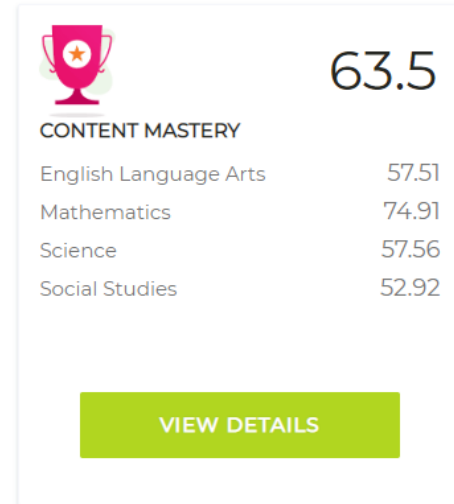 63.5
CONTENT MASTERY
English Language Arts 57.51
Mathematics 74.91
Science 57.56
Social Studies 52.92
VIEW DETAILS